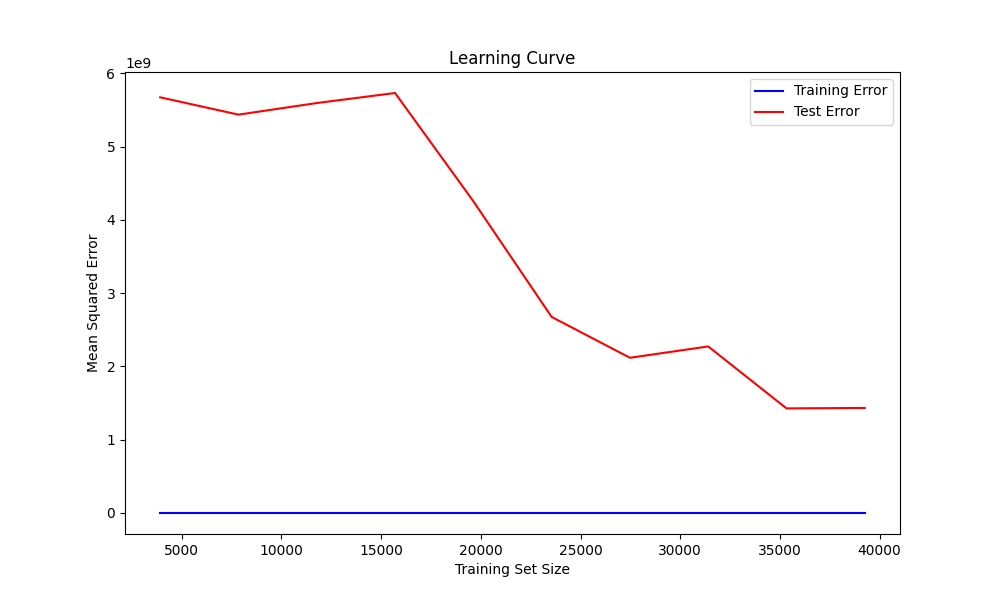 Learning Curve
1e9
Training Error
Test Error
6
5
4
3
2
1
0
Mean Squared Error
5000 10000 15000 20000 25000 30000 35000 40000
Training Set Size